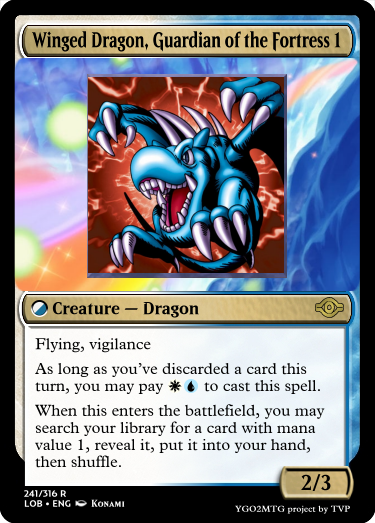 Winged Dragon, Guardian of the Fortress 1
Creature — Dragon
Flying, vigilance
As long as you've discarded a card this
turn, you may pay to cast this spell.
When this enters the battlefield, you may
search your library for a card with mana
value 1, reveal it, put it into your hand,
then shuffle.
2/3
241/316 R
LOB • ENG Konami
YGO2MTG project by TVP